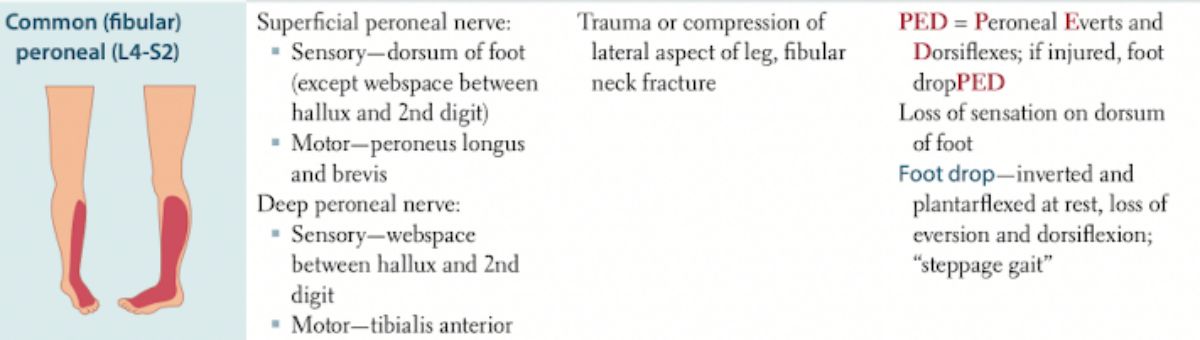 Common (fibular)
peroneal (L4-S2)
Superficial peroneal nerve:
▪ Sensory—dorsum of foot
(except webspace between
hallux and 2nd digit)
▪ Motor—peroneus longus
and brevis
Deep peroneal nerve:
▪ Sensory—webspace
between hallux and 2nd
digit
▪ Motor—tibialis anterior
Trauma or compression of
lateral aspect of leg, fibular
neck fracture
PED = Peroneal Everts and
Dorsiflexes; if injured, foot
dropPED
Loss of sensation on dorsum
of foot
Foot drop—inverted and
plantarflexed at rest, loss of
eversion and dorsiflexion;
“steppage gait”